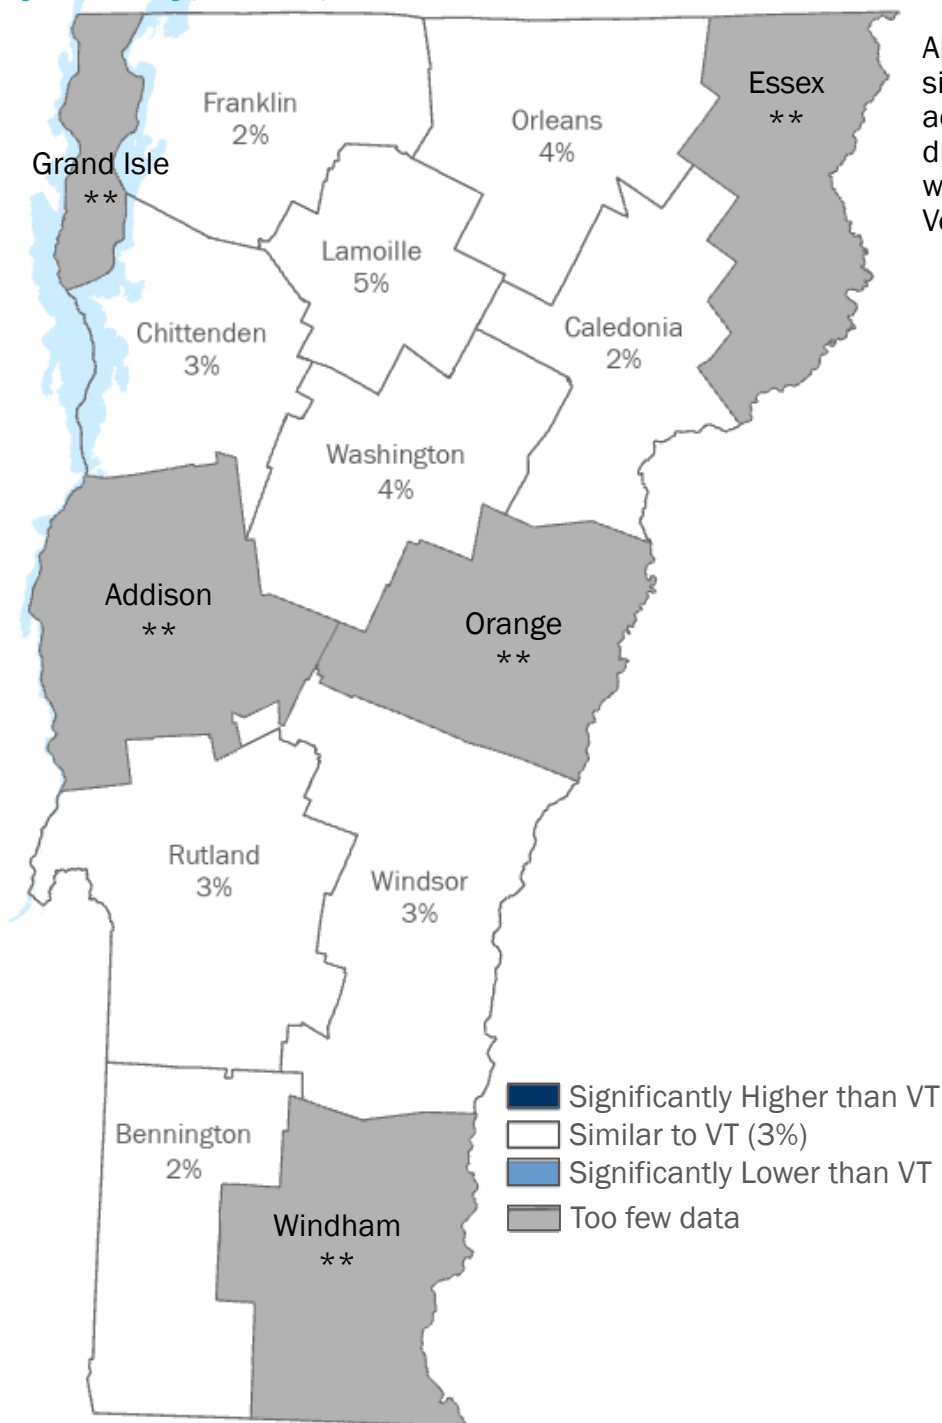 Essex
**
Franklin
2%
Orleans
4%
Grand Isle
**
Lamoille
5%
Chittenden
3%
Caledonia
2%
Washington
4%
Addison
**
Orange
**
Rutland
3%
Windsor
3%
Bennington
2%
Windham
**
Significantly Higher than VT
Similar to VT (3%)
Significantly Lower than VT
Too few data